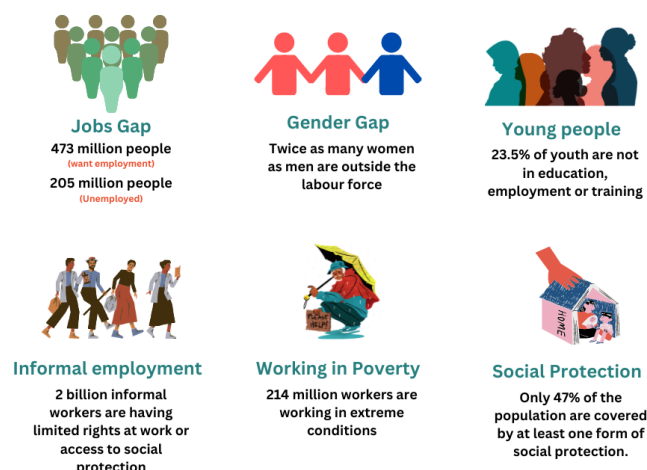 Jobs Gap
473 million people
(want employment)
205 million people
(Unemployed)
Gender Gap
Twice as many women
as men are outside the
labour force
Young people
23.5% of youth are not
in education,
employment or training
Informal employment
2 billion informal
workers are having
limited rights at work or
access to social
protection
HELP!
Working in Poverty
214 million workers are
working in extreme
conditions
HOME
Social Protection
Only 47% of the
population are covered
by at least one form of
social protection.